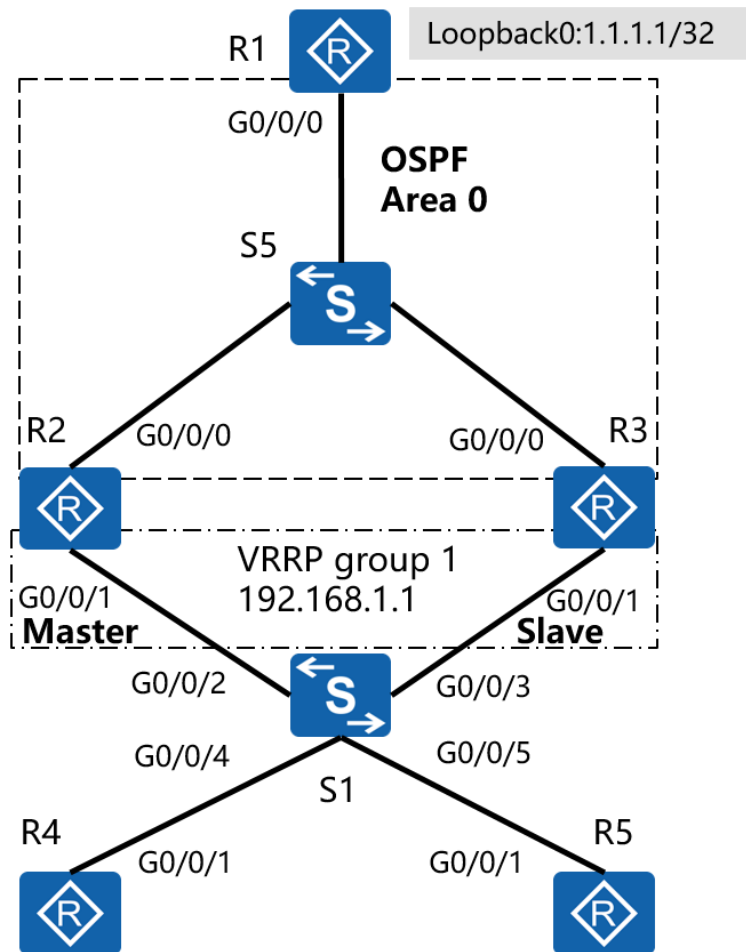 R1
Loopback0:1.1.1.1/32
G0/0/0
OSPF
Area 0
S5
S
R2
G0/0/0
G0/0/0
R3
R
R
R
VRRP group 1
192.168.1.1
G0/0/1
Master
G0/0/1
Slave
G0/0/2
S
G0/0/3
G0/0/4
G0/0/5
S1
R4
G0/0/1
R5
G0/0/1
R
R